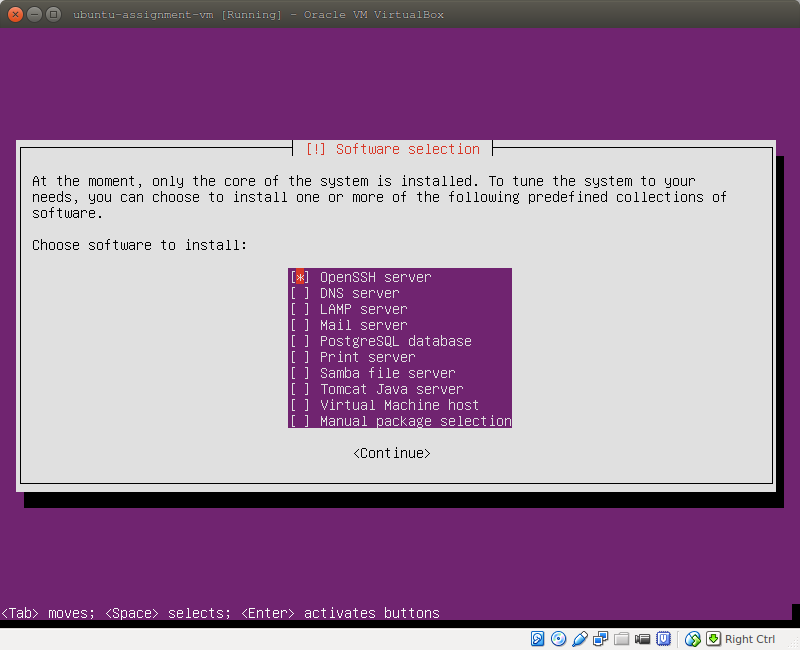 ubuntu-assignment-vm [Running] - Oracle VM VirtualBox
[!] Software selection
At the moment, only the core of the system is installed. To tune the system to your
needs, you can choose to install one or more of the following predefined collections of
software.
Choose software to install:
[*] OpenSSH server
[ ] DNS server
[ ] LAMP server
[ ] Mail server
[ ] PostgreSQL database
[ ] Print server
[ ] Samba file server
[ ] Tomcat Java server
[ ] Virtual Machine host
[ ] Manual package selection
<Continue>
<Tab> moves; <Space> selects; <Enter> activates buttons
Right Ctrl